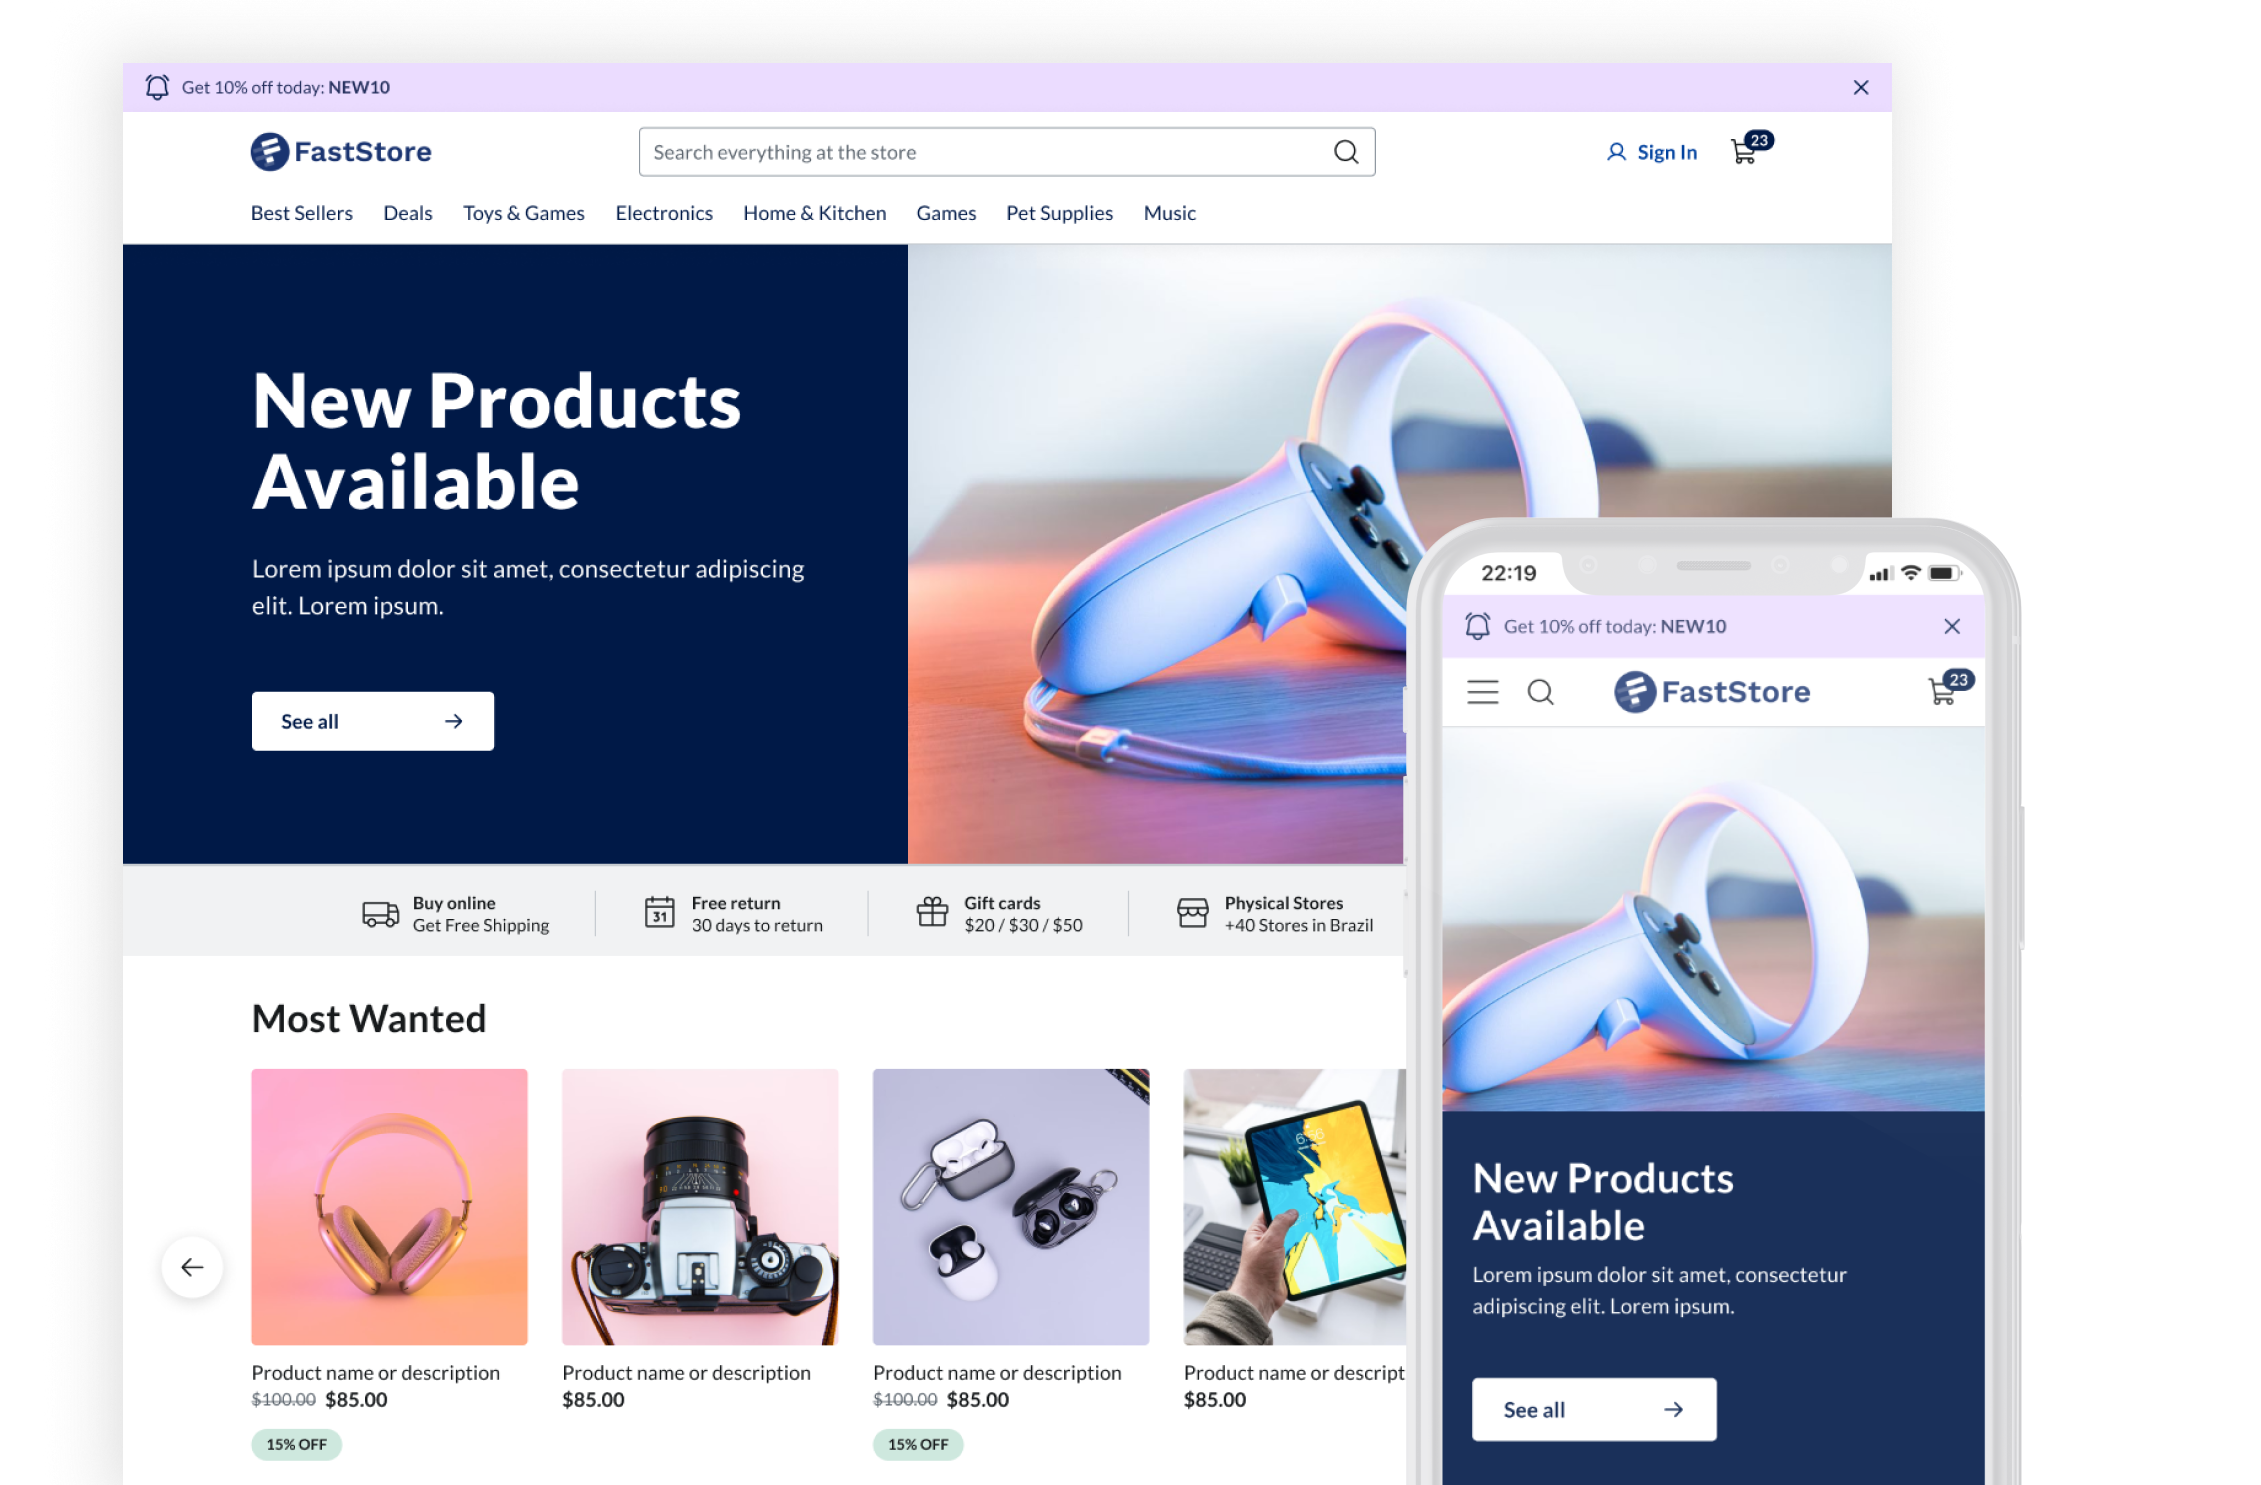 Get 10% off today: NEW10
FastStore
Search everything at the store
Sign In
23
Best Sellers Deals Toys & Games Electronics Home & Kitchen Games Pet Supplies Music
New Products
Available
Lorem ipsum dolor sit amet, consectetur adipiscing
elit. Lorem ipsum.
See all
Buy online
Get Free Shipping
31
Free return
30 days to return
Gift cards
$20 / $30 / $50
Physical Stores
+40 Stores in Brazil
Most Wanted
Product name or description
$100.00 $85.00
15% OFF
Product name or description
$85.00
Product name or description
$100.00 $85.00
15% OFF
Product name or descript
$85.00
22:19
Get 10% off today: NEW10
FastStore
23
New Products
Available
Lorem ipsum dolor sit amet, consectetur
adipiscing elit. Lorem ipsum.
See all